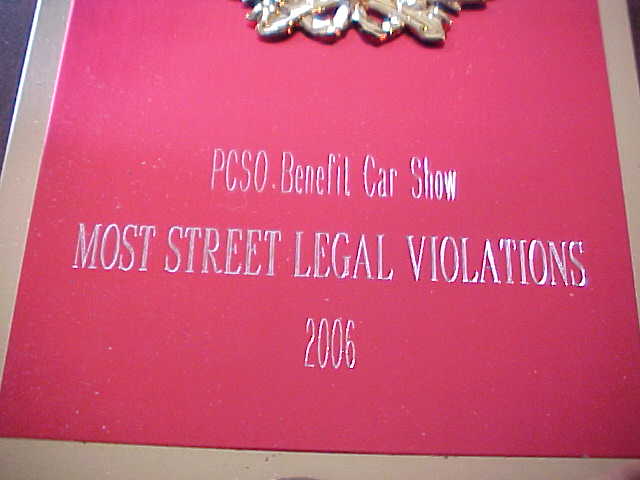 PCSO Benefit Car Show
MOST STREET LEGAL VIOLATIONS
2006